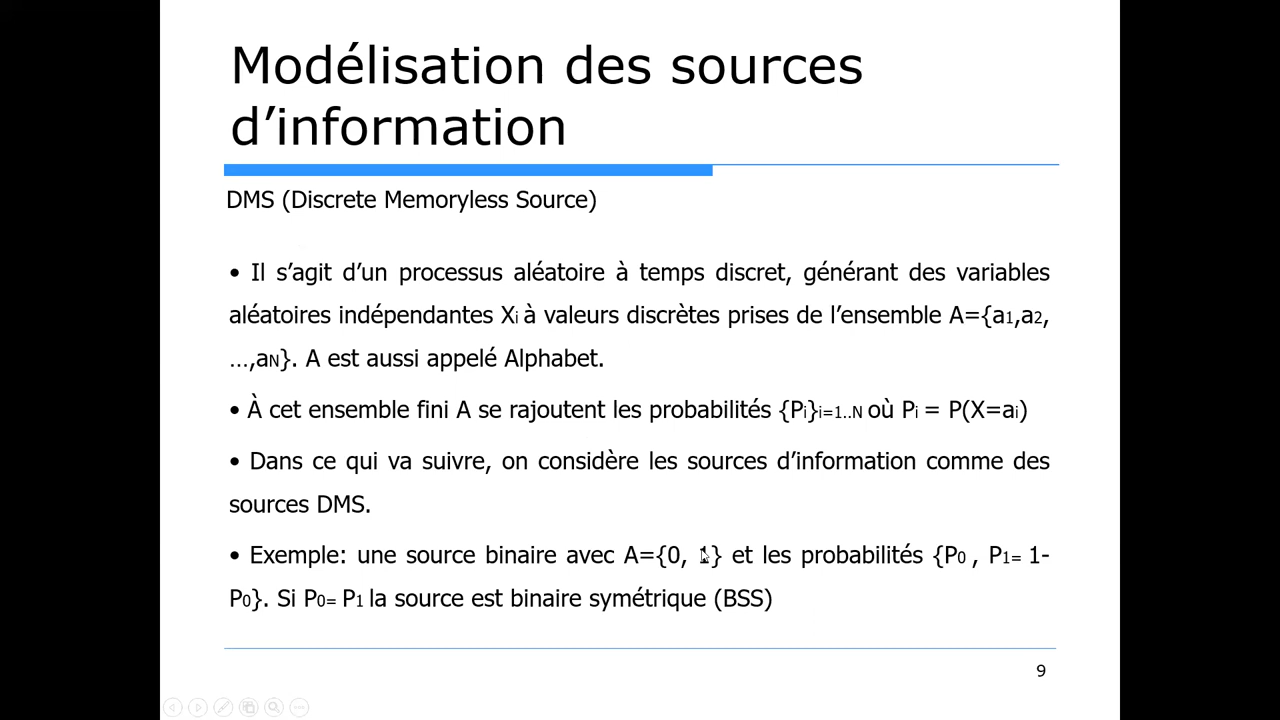 Modélisation des sources
d’information
DMS (Discrete Memoryless Source)
• Il s’agit d’un processus aléatoire à temps discret, générant des variables
aléatoires indépendantes Xi à valeurs discrètes prises de l’ensemble A={a1,a2,
…,aN}. A est aussi appelé Alphabet.
• À cet ensemble fini A se rajoutent les probabilités {Pi}i=1..N où Pi = P(X=ai)
• Dans ce qui va suivre, on considère les sources d’information comme des
sources DMS.
• Exemple: une source binaire avec A={0, 1} et les probabilités {P0 , P1= 1-
P0}. Si P0= P1 la source est binaire symétrique (BSS)
9